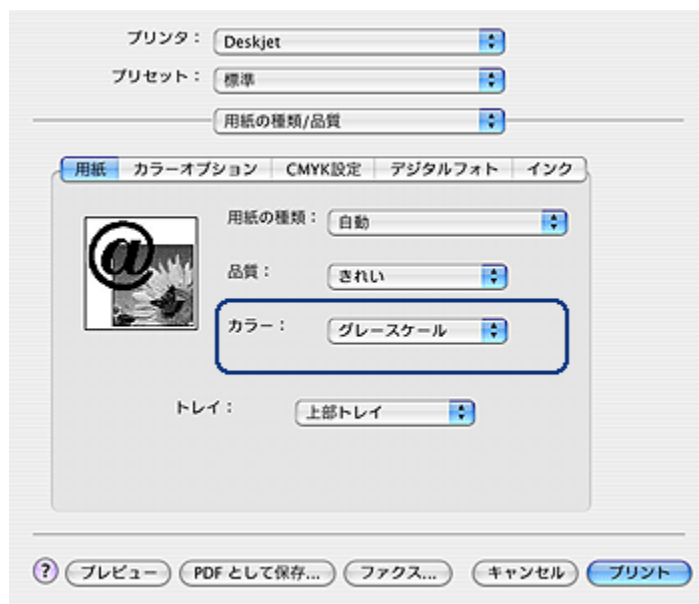 プリンタ： Deskjet
プリセット： 標準
用紙の種類/品質
用紙 カラーオプション CMYK設定 デジタルフォト インク
用紙の種類： 自動
@
品質： きれい
カラー： グレースケール
トレイ： 上部トレイ
? プレビュー PDF として保存... ファクス... キャンセル プリント